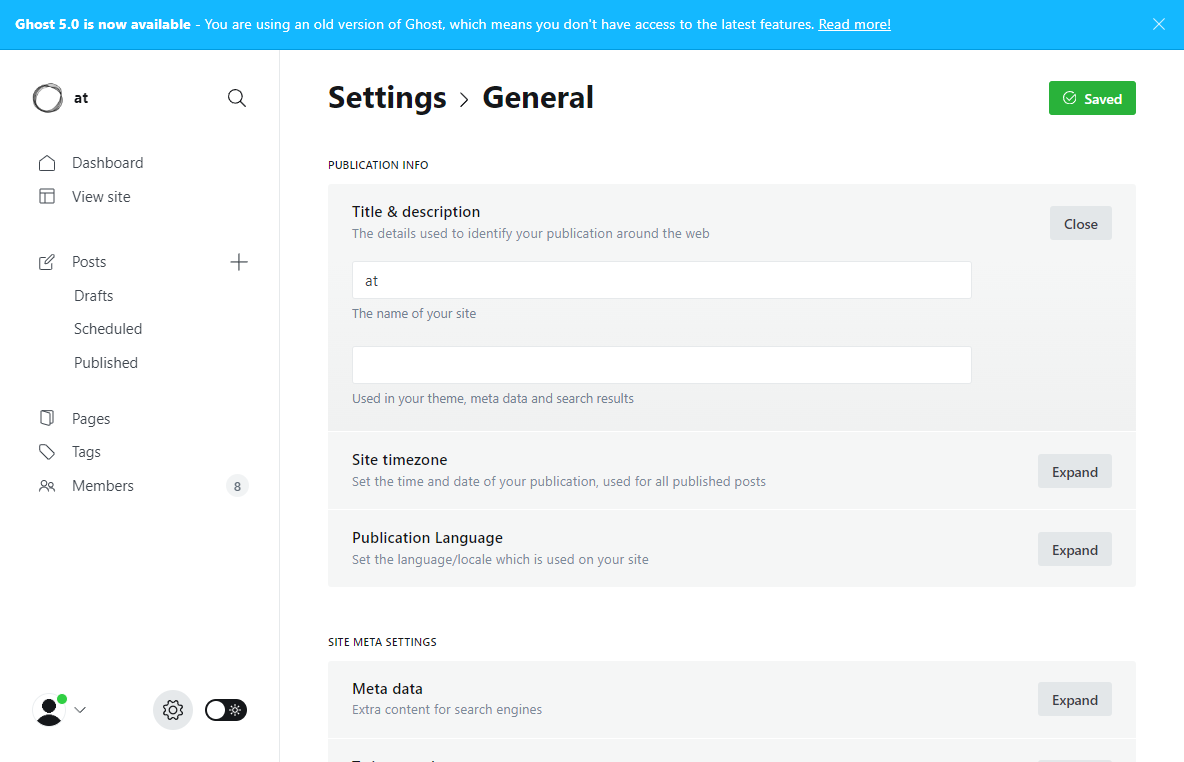 Ghost 5.0 is now available - You are using an old version of Ghost, which means you don't have access to the latest features. Read more!
at
Dashboard
View site
Posts
Drafts
Scheduled
Published
Pages
Tags
Members 8
Settings > General
Saved
PUBLICATION INFO
Title & description
The details used to identify your publication around the web
Close
at
The name of your site
Used in your theme, meta data and search results
Site timezone
Set the time and date of your publication, used for all published posts
Expand
Publication Language
Set the language/locale which is used on your site
Expand
SITE META SETTINGS
Meta data
Extra content for search engines
Expand